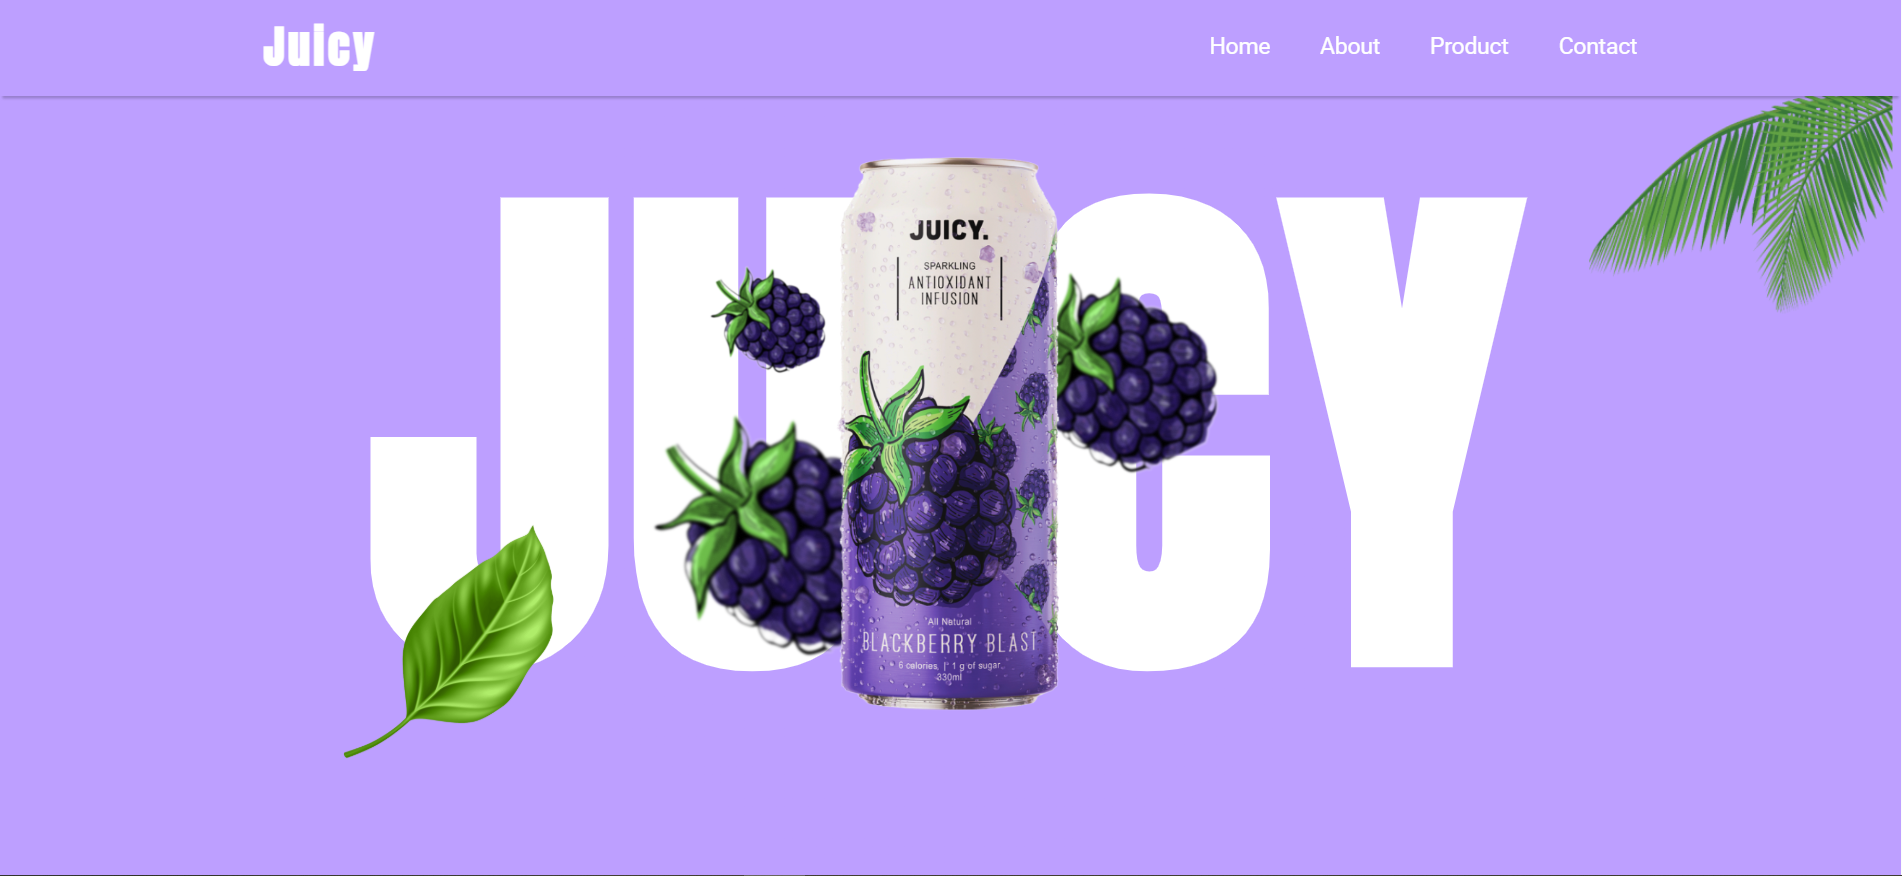 Juicy
Home About Product Contact
JUICY
JUICY.
SPARKLING
ANTIOXIDANT
INFUSION
All Natural
BLACKBERRY BLAST
6 calories | 1 g of sugar
330ml